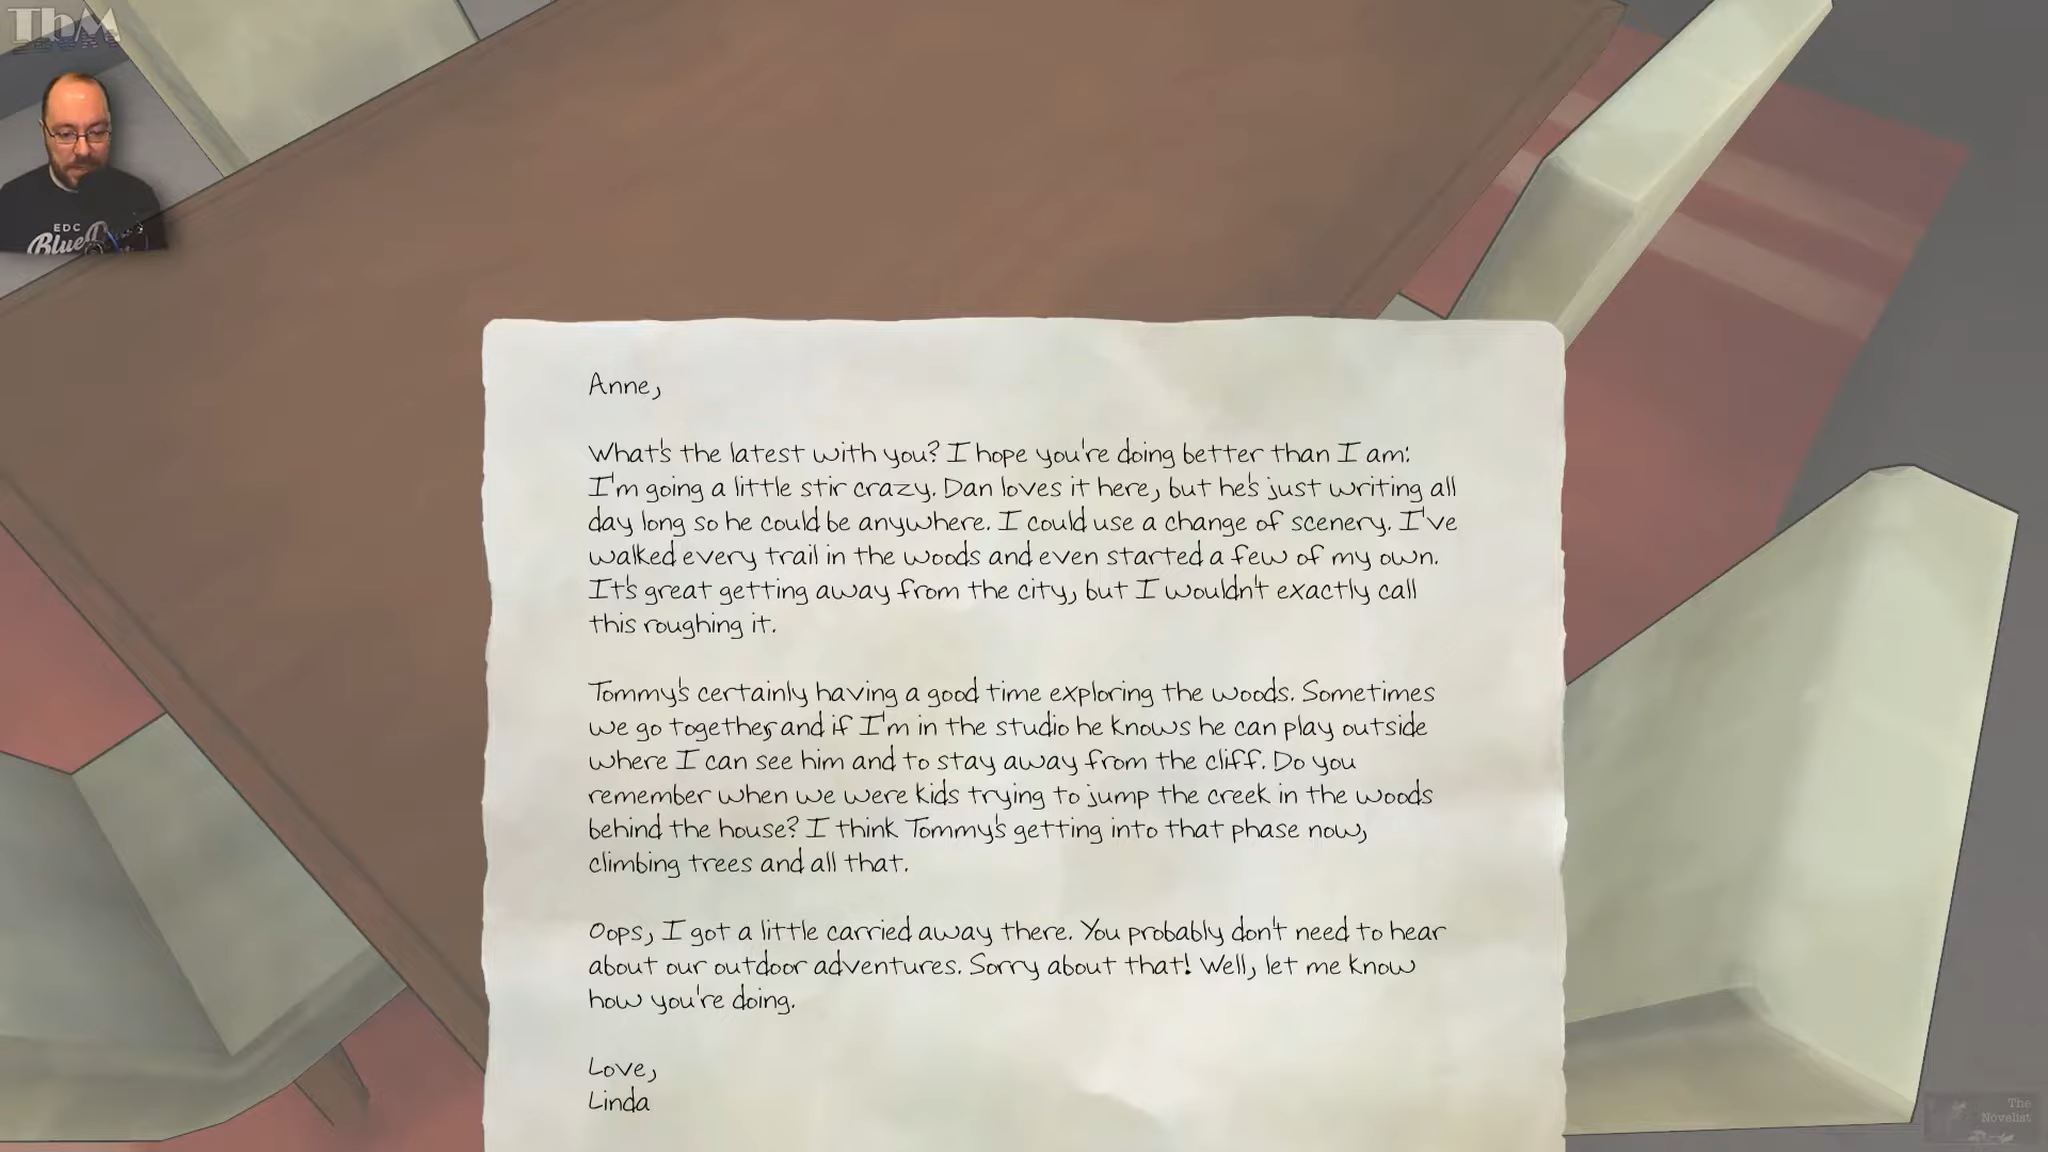 TbM
EDC
Blue
Anne,
What's the latest with you? I hope you're doing better than I am:
I'm going a little stir crazy. Dan loves it here, but he's just writing all
day long so he could be anywhere. I could use a change of scenery. I've
walked every trail in the woods and even started a few of my own.
It's great getting away from the city, but I wouldn't exactly call
this roughing it.
Tommy's certainly having a good time exploring the woods. Sometimes
we go together, and if I'm in the studio he knows he can play outside
where I can see him and to stay away from the cliff. Do you
remember when we were kids trying to jump the creek in the woods
behind the house? I think Tommy's getting into that phase now,
climbing trees and all that.
Oops, I got a little carried away there. You probably don't need to hear
about our outdoor adventures. Sorry about that! Well, let me know
how you're doing.
Love,
Linda
The
Novelist